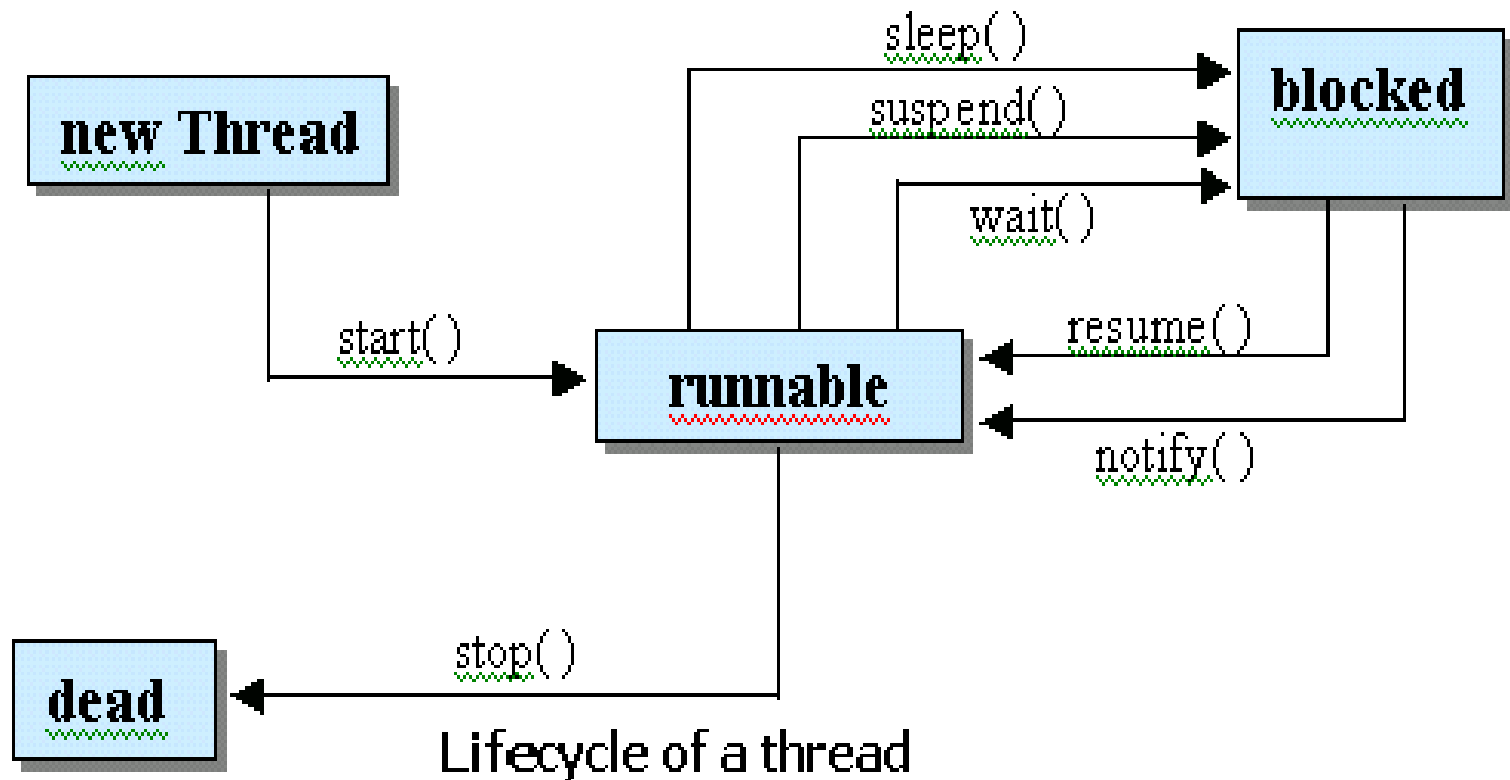 sleep( )
blocked
suspend( )
new Thread
wait( )
start( )
resume( )
runnable
notify( )
stop( )
dead
Lifecycle of a thread